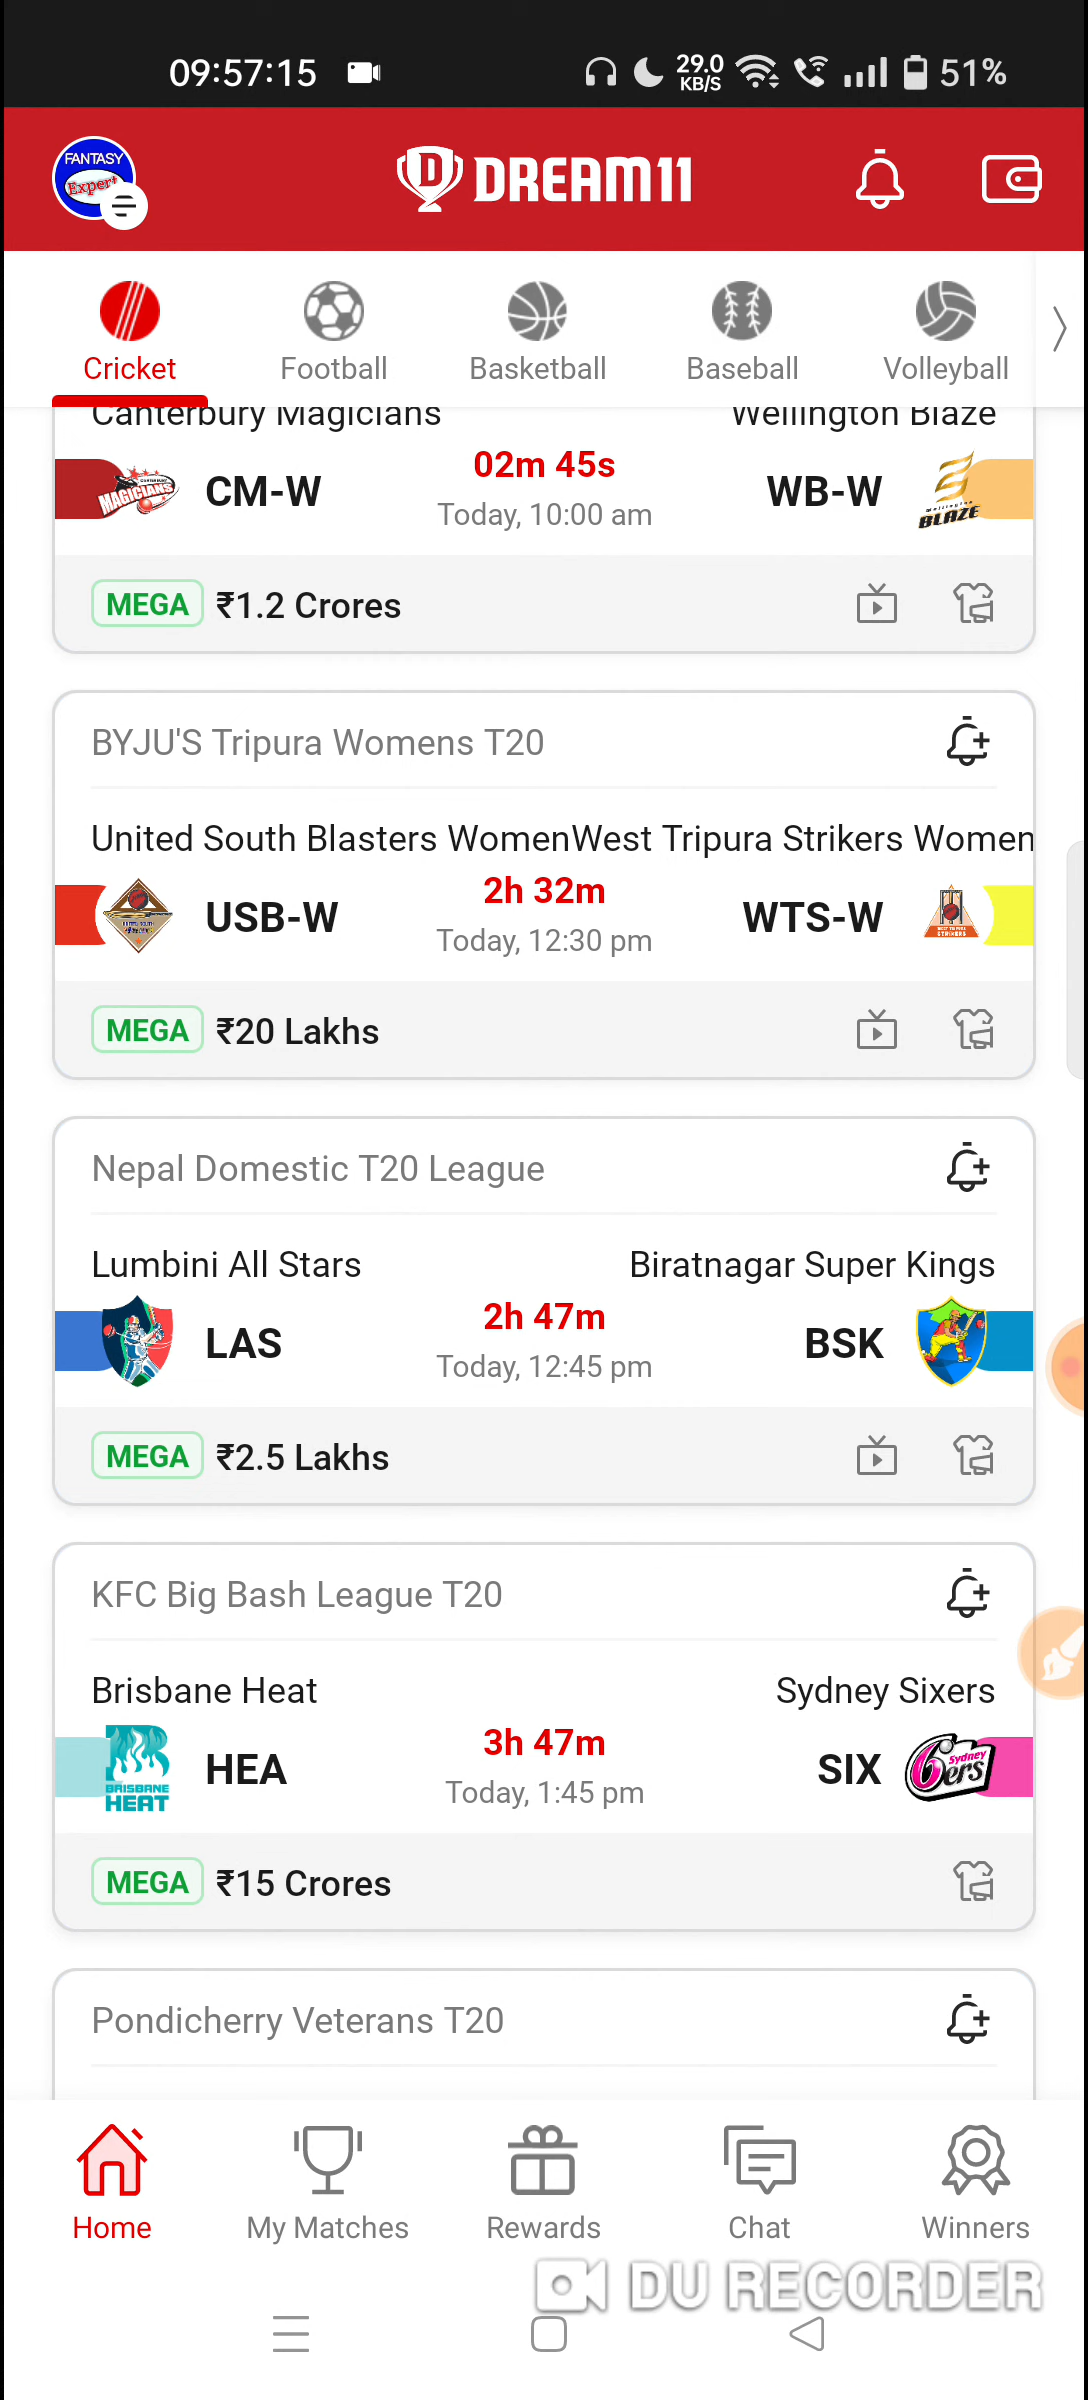 09:57:15
29.0
KB/S
51%
FANTASY
Expert
DREAM11
Cricket
Football
Basketball
Baseball
Volleyball
Canterbury Magicians
Wellington Blaze
02m 45s
MAGICIANS
CM-W
WB-W
BLAZE
Today, 10:00 am
MEGA
₹1.2 Crores
BYJU'S Tripura Womens T20
United South Blasters Women
West Tripura Strikers Women
2h 32m
USB-W
WTS-W
Today, 12:30 pm
MEGA
₹20 Lakhs
Nepal Domestic T20 League
Lumbini All Stars
Biratnagar Super Kings
2h 47m
LAS
BSK
Today, 12:45 pm
MEGA
₹2.5 Lakhs
KFC Big Bash League T20
Brisbane Heat
Sydney Sixers
3h 47m
BRISBANE
HEAT
HEA
SIX
Sydney
6ers
Today, 1:45 pm
MEGA
₹15 Crores
Pondicherry Veterans T20
Home
My Matches
Rewards
Chat
Winners
DU RECORDER